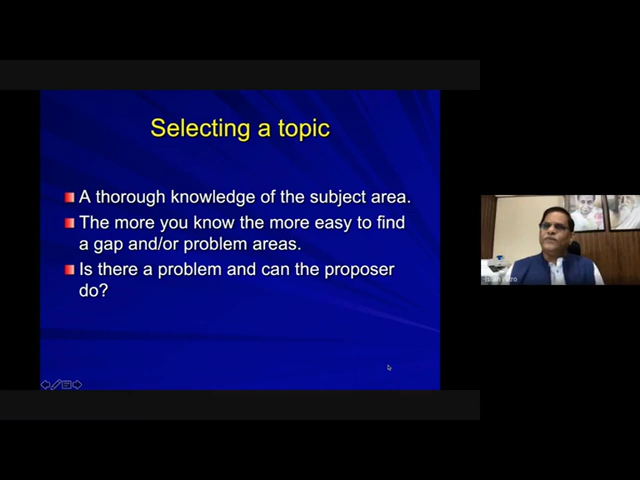 Selecting a topic
A thorough knowledge of the subject area.
The more you know the more easy to find
a gap and/or problem areas.
Is there a problem and can the proposer
do?